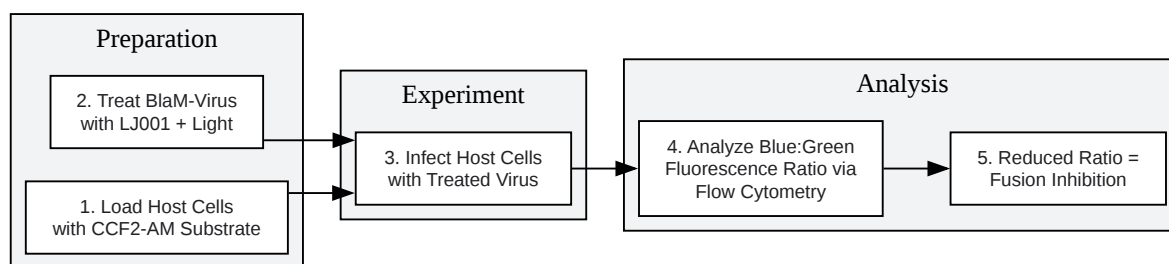 Preparation
2. Treat BlaM-Virus
with LJ001 + Light
1. Load Host Cells
with CCF2-AM Substrate
Experiment
3. Infect Host Cells
with Treated Virus
Analysis
4. Analyze Blue:Green
Fluorescence Ratio via
Flow Cytometry
5. Reduced Ratio =
Fusion Inhibition